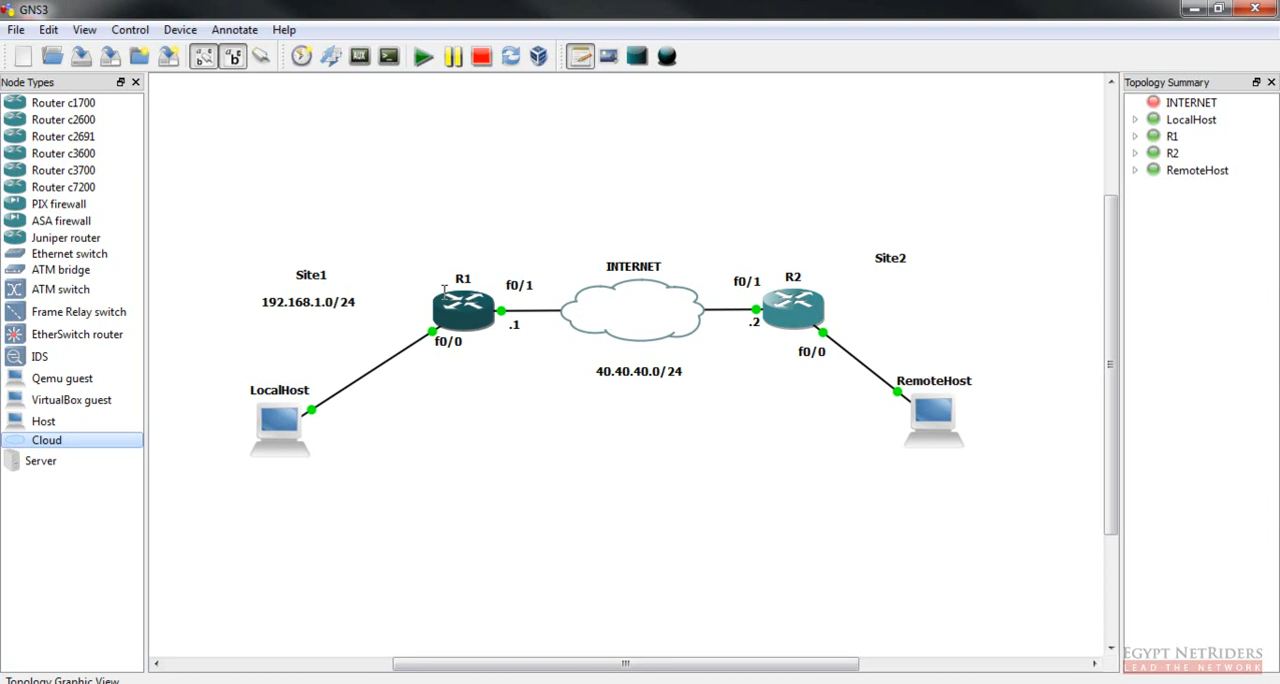 GNS3
File Edit View Control Device Annotate Help
Node Types
Router c1700
Router c2600
Router c2691
Router c3600
Router c3700
Router c7200
PIX firewall
ASA firewall
Juniper router
Ethernet switch
ATM bridge
ATM switch
Frame Relay switch
EtherSwitch router
IDS
Qemu guest
VirtualBox guest
Host
Cloud
Server
Site1
192.168.1.0/24
R1
f0/1
.1
f0/0
LocalHost
INTERNET
40.40.40.0/24
Site2
R2
f0/1
.2
f0/0
RemoteHost
Topology Summary
INTERNET
LocalHost
R1
R2
RemoteHost
EGYPT NETRIDERS
LEAD THE NETWORK
Topology Graphic View